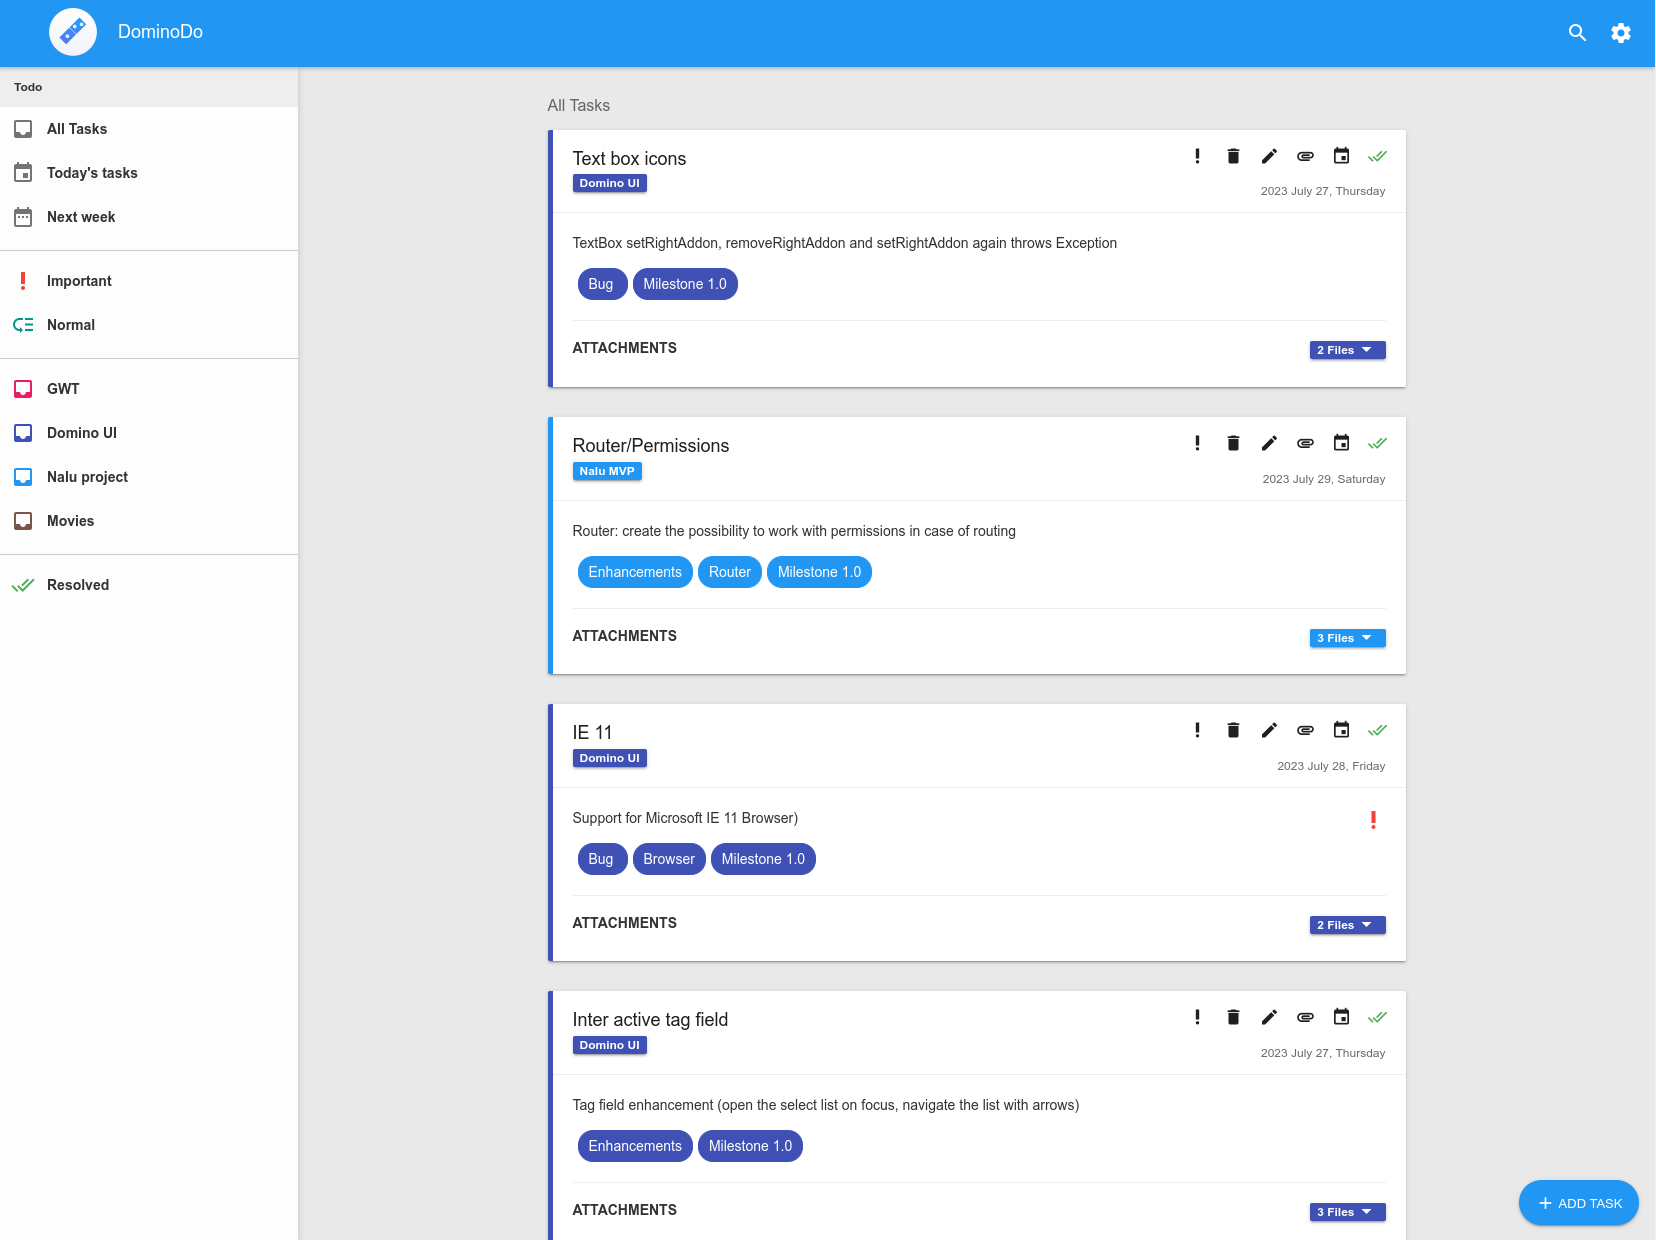 DominoDo
Todo
All Tasks
Today's tasks
Next week
Important
Normal
GWT
Domino UI
Nalu project
Movies
Resolved
All Tasks
Text box icons
Domino UI
2023 July 27, Thursday
TextBox setRightAddon, removeRightAddon and setRightAddon again throws Exception
Bug Milestone 1.0
ATTACHMENTS 2 Files
Router/Permissions
Nalu MVP
2023 July 29, Saturday
Router: create the possibility to work with permissions in case of routing
Enhancements Router Milestone 1.0
ATTACHMENTS 3 Files
IE 11
Domino UI
2023 July 28, Friday
Support for Microsoft IE 11 Browser)
Bug Browser Milestone 1.0
ATTACHMENTS 2 Files
Inter active tag field
Domino UI
2023 July 27, Thursday
Tag field enhancement (open the select list on focus, navigate the list with arrows)
Enhancements Milestone 1.0
ATTACHMENTS 3 Files
ADD TASK